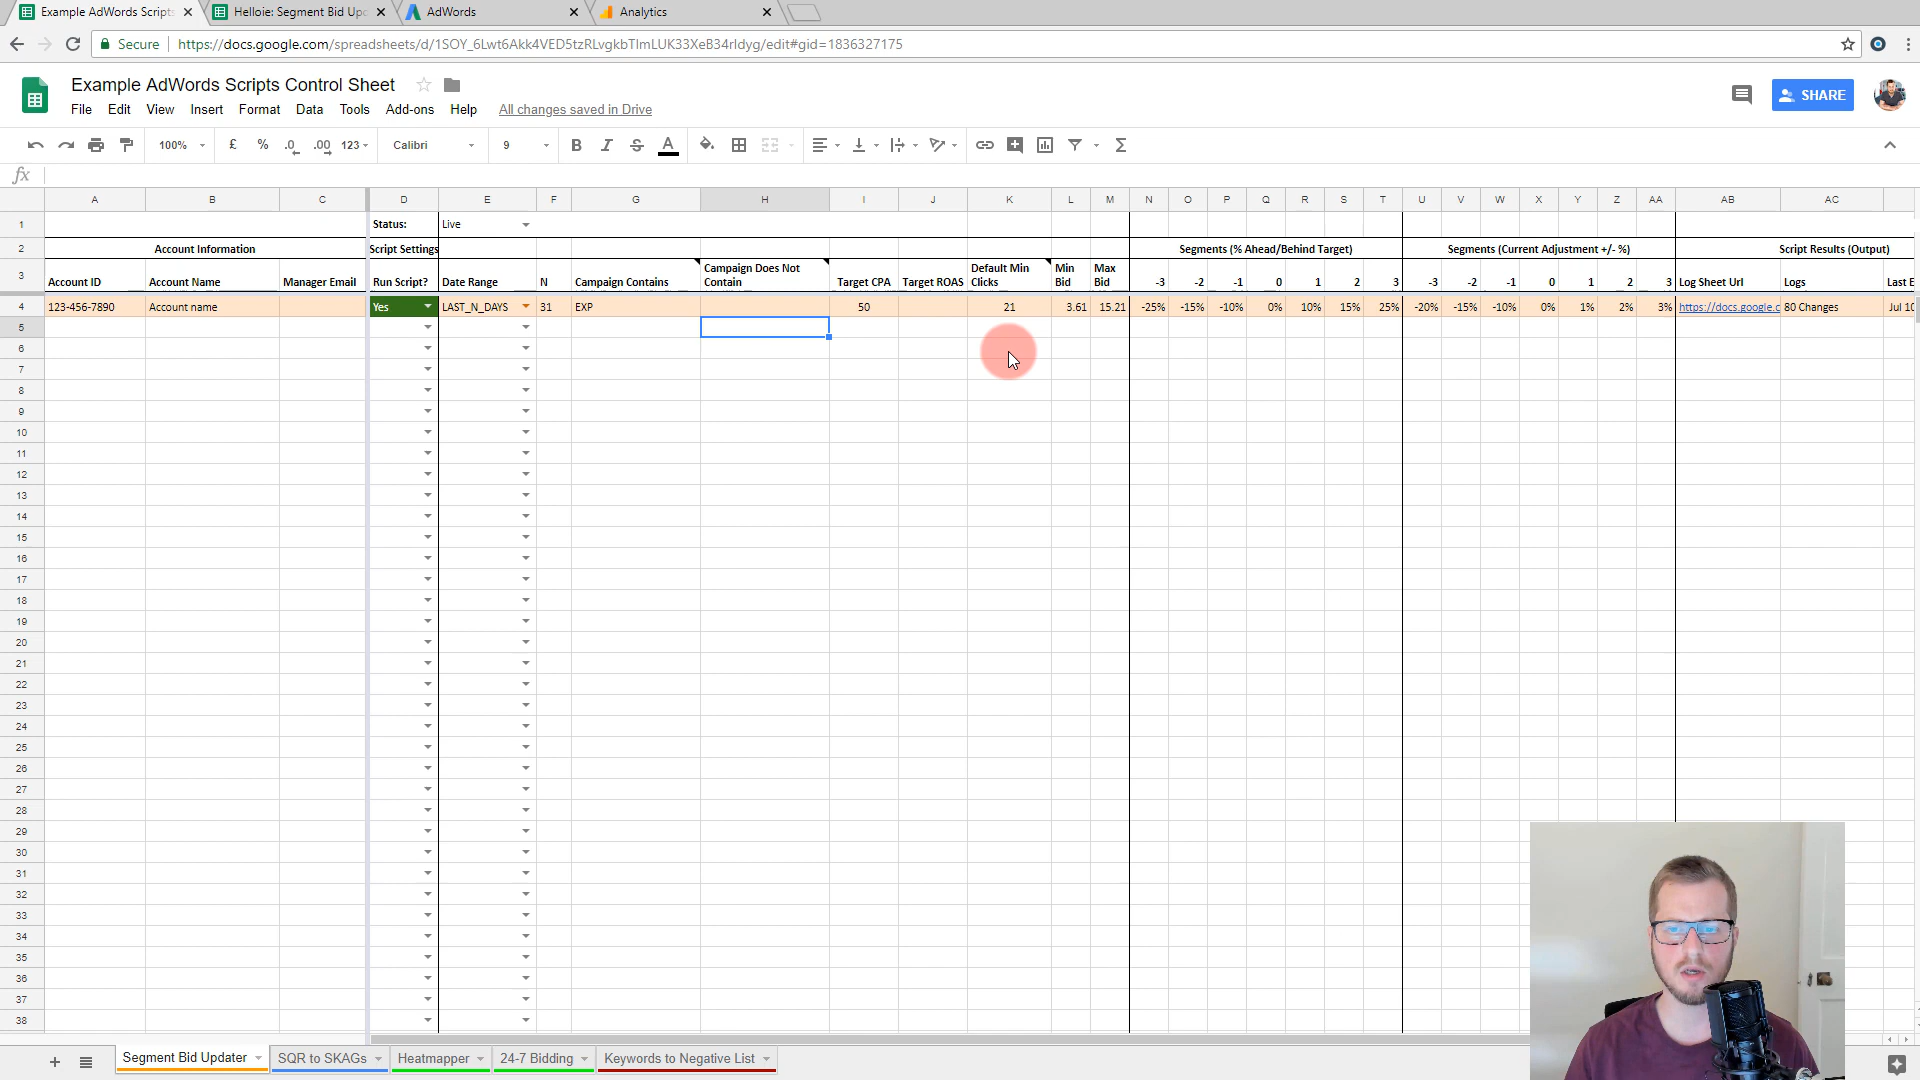 Example AdWords Scripts
Helloie: Segment Bid Upd
AdWords
Analytics
Secure https://docs.google.com/spreadsheets/d/1SOY_6Lwt6Akk4VED5tzRLvgkbTlmLUK33XeB34rIdyg/edit#gid=1836327175
Example AdWords Scripts Control Sheet
File Edit View Insert Format Data Tools Add-ons Help All changes saved in Drive
SHARE
100% £ % .0 .00 123 Calibri 9 B I S A Σ
fx
A B C D E F G H I J K L M N O P Q R S T U V W X Y Z AA AB AC
1 Status: Live
2 Account Information Script Settings Segments (% Ahead/Behind Target) Segments (Current Adjustment +/- %) Script Results (Output)
3 Account ID Account Name Manager Email Run Script? Date Range N Campaign Contains Campaign Does Not Contain Target CPA Target ROAS Default Min Clicks Min Bid Max Bid -3 -2 -1 0 1 2 3 -3 -2 -1 0 1 2 3 Log Sheet Url Logs Last E
4 123-456-7890 Account name Yes LAST_N_DAYS 31 EXP 50 21 3.61 15.21 -25% -15% -10% 0% 10% 15% 25% -20% -15% -10% 0% 1% 2% 3% https://docs.google.c 80 Changes Jul 10
5
6
7
8
9
10
11
12
13
14
15
16
17
18
19
20
21
22
23
24
25
26
27
28
29
30
31
32
33
34
35
36
37
38
Segment Bid Updater SQR to SKAGs Heatmapper 24-7 Bidding Keywords to Negative List